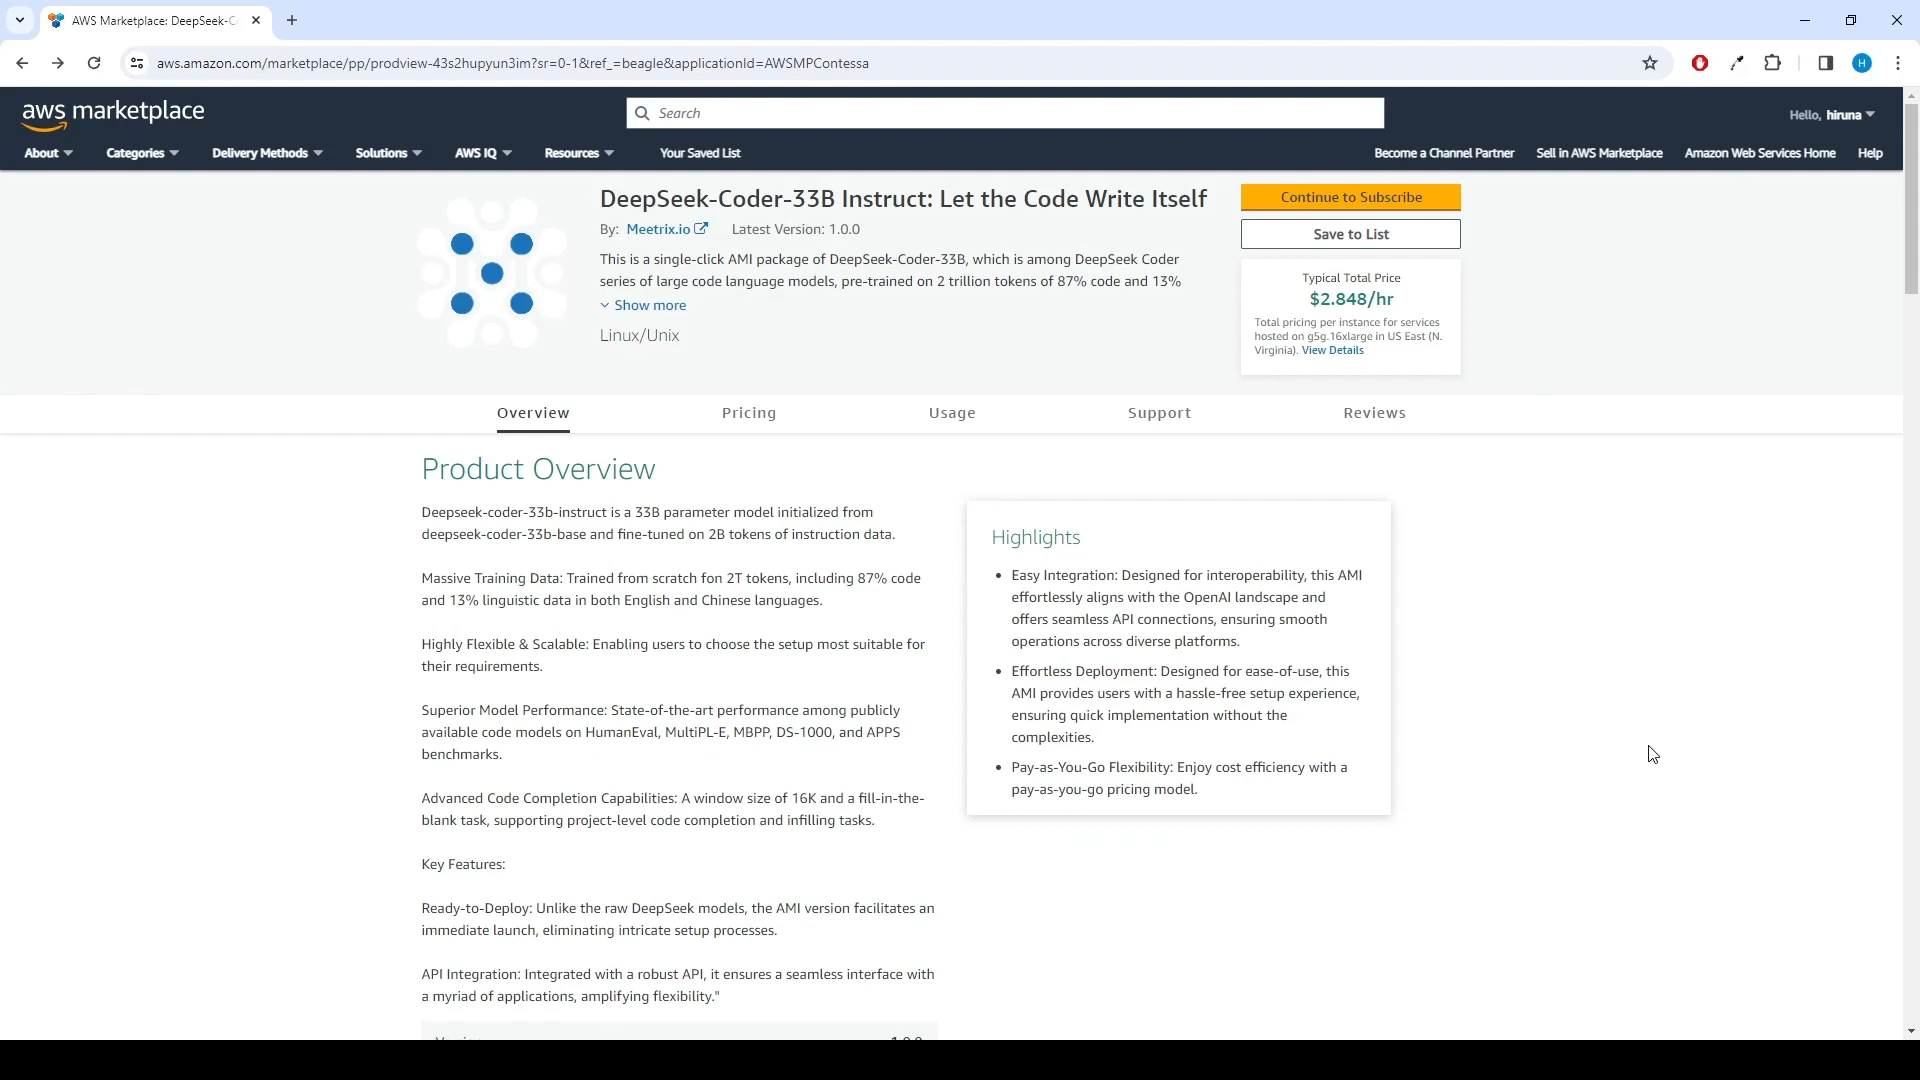 AWS Marketplace: DeepSeek-C
aws.amazon.com/marketplace/pp/prodview-43s2hupyun3im?sr=0-1&ref_=beagle&applicationId=AWSMPContessa
H
aws marketplace
Search
Hello, hiruna
About Categories Delivery Methods Solutions AWS IQ Resources Your Saved List Become a Channel Partner Sell in AWS Marketplace Amazon Web Services Home Help
DeepSeek-Coder-33B Instruct: Let the Code Write Itself
By: Meetrix.io Latest Version: 1.0.0
This is a single-click AMI package of DeepSeek-Coder-33B, which is among DeepSeek Coder
series of large code language models, pre-trained on 2 trillion tokens of 87% code and 13%
Show more
Linux/Unix
Continue to Subscribe
Save to List
Typical Total Price
$2.848/hr
Total pricing per instance for services
hosted on g5g.16xlarge in US East (N.
Virginia). View Details
Overview Pricing Usage Support Reviews
Product Overview
Deepseek-coder-33b-instruct is a 33B parameter model initialized from
deepseek-coder-33b-base and fine-tuned on 2B tokens of instruction data.
Massive Training Data: Trained from scratch fon 2T tokens, including 87% code
and 13% linguistic data in both English and Chinese languages.
Highly Flexible & Scalable: Enabling users to choose the setup most suitable for
their requirements.
Superior Model Performance: State-of-the-art performance among publicly
available code models on HumanEval, MultiPL-E, MBPP, DS-1000, and APPS
benchmarks.
Advanced Code Completion Capabilities: A window size of 16K and a fill-in-the-
blank task, supporting project-level code completion and infilling tasks.
Key Features:
Ready-to-Deploy: Unlike the raw DeepSeek models, the AMI version facilitates an
immediate launch, eliminating intricate setup processes.
API Integration: Integrated with a robust API, it ensures a seamless interface with
a myriad of applications, amplifying flexibility."
Highlights
• Easy Integration: Designed for interoperability, this AMI
effortlessly aligns with the OpenAI landscape and
offers seamless API connections, ensuring smooth
operations across diverse platforms.
• Effortless Deployment: Designed for ease-of-use, this
AMI provides users with a hassle-free setup experience,
ensuring quick implementation without the
complexities.
• Pay-as-You-Go Flexibility: Enjoy cost efficiency with a
pay-as-you-go pricing model.